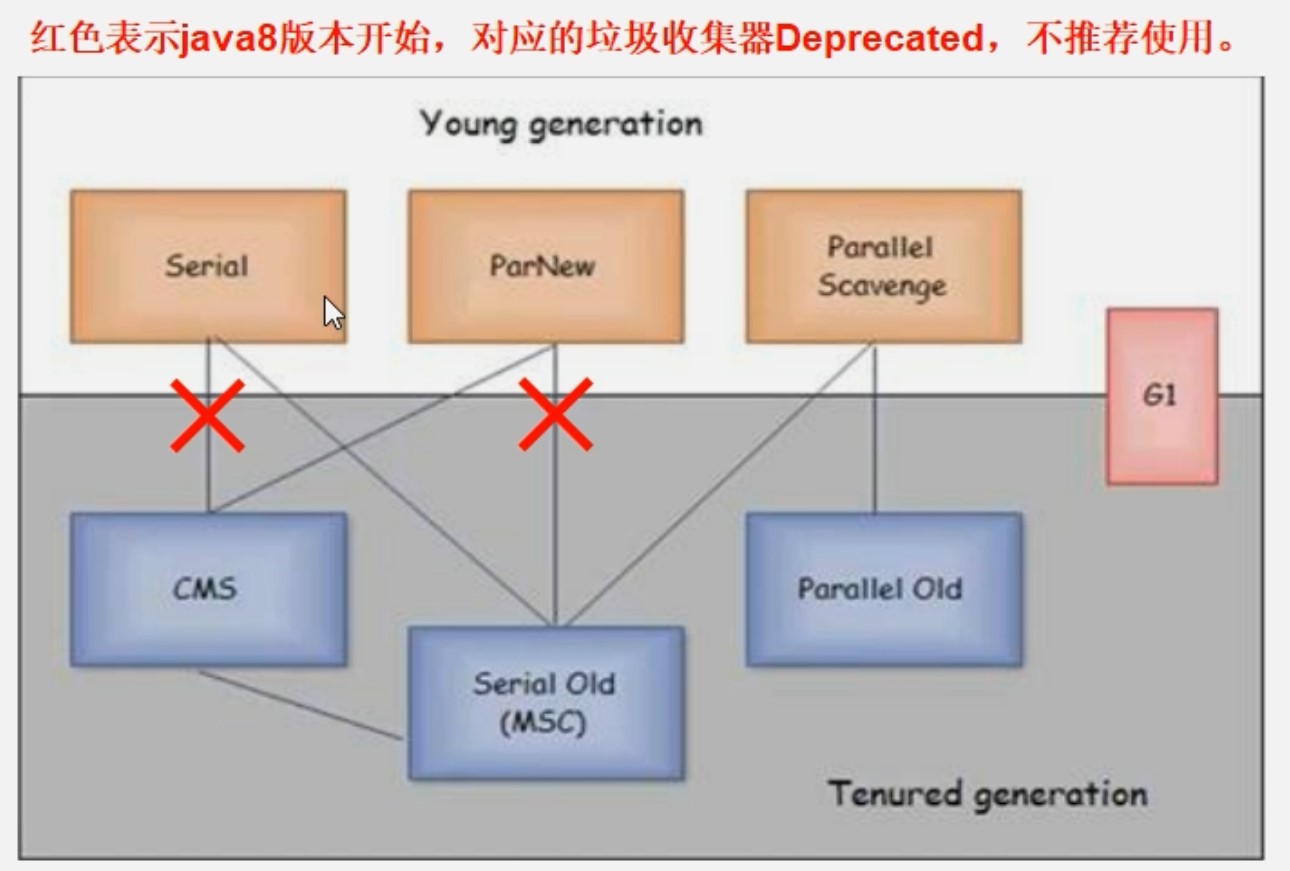 红色表示java8版本开始，对应的垃圾收集器Deprecated，不推荐使用。
Young generation
Serial
ParNew
Parallel
Scavenge
G1
CMS
Parallel Old
Serial Old
(MSC)
Tenured generation